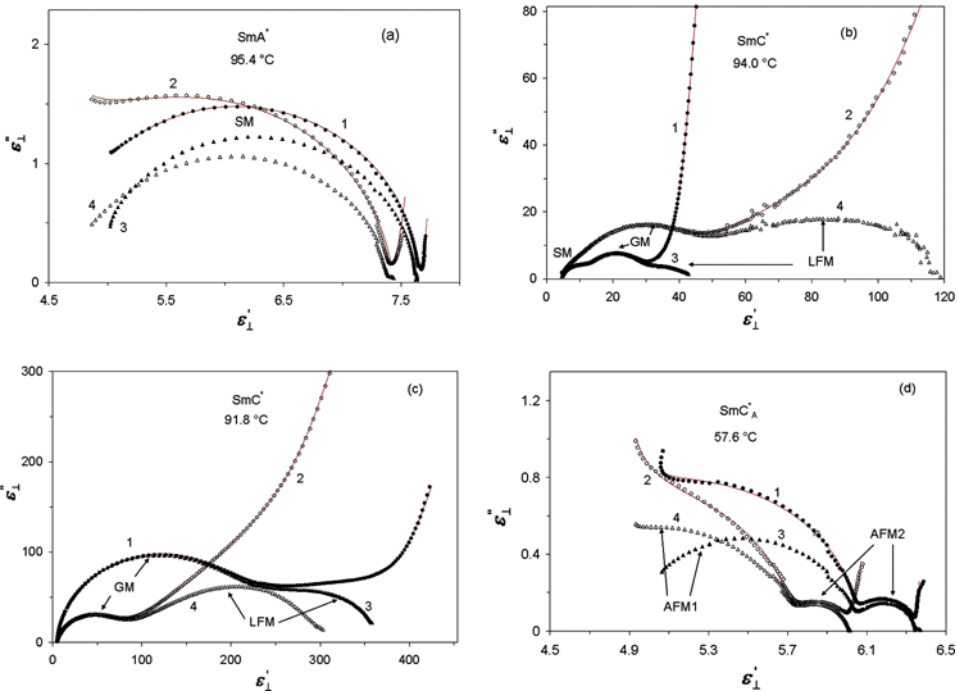 (a)
SmA*
95.4 °C
2
1
SM
4
3
2
1
0
4.5 5.5 6.5 7.5
ε''⊥
ε'⊥
(b)
SmC*
94.0 °C
1
2
4
GM
SM
3
LFM
80
60
40
20
0
0 20 40 60 80 100 120
ε''⊥
ε'⊥
(c)
SmC*
91.8 °C
2
1
GM
4
LFM
3
300
200
100
0
0 100 200 300 400
ε''⊥
ε'⊥
(d)
SmC*A
57.6 °C
1
2
4
3
AFM2
AFM1
1.2
0.8
0.4
0
4.5 4.9 5.3 5.7 6.1 6.5
ε''⊥
ε'⊥